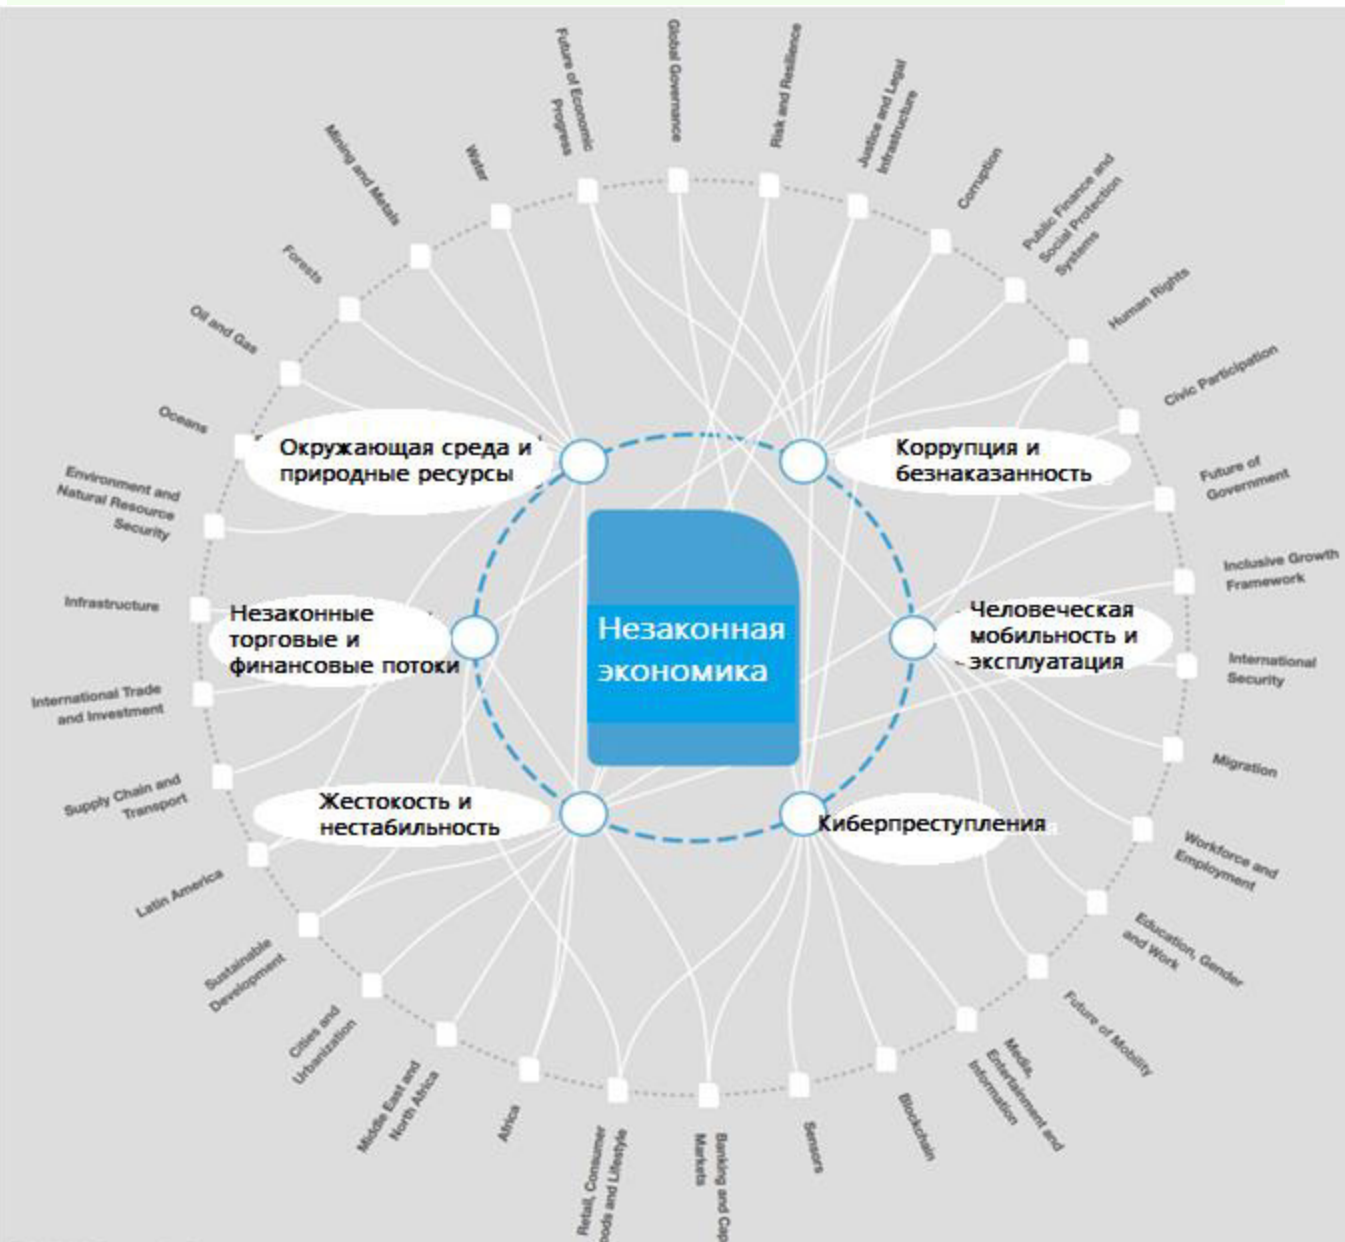 Future of Economic
Progress
Global Governance
Risk and Resilience
Justice and Legal
Infrastructure
Corruption
Public Finance and
Social Protection
Systems
Human Rights
Civic Participation
Future of
Government
Inclusive Growth
Framework
International
Security
Migration
Workforce and
Employment
Education, Gender
and Work
Future of Mobility
Media,
Entertainment and
Information
Blockchain
Sensors
Banking and Cap
Markets
Retail, Consumer
oods and Lifestyle
Africa
Middle East and
North Africa
Cities and
Urbanization
Sustainable
Development
Latin America
Supply Chain and
Transport
International Trade
and Investment
Infrastructure
Environment and
Natural Resource
Security
Oceans
Oil and Gas
Forests
Mining and Metals
Water
Окружающая среда и
природные ресурсы
Коррупция и
безнаказанность
Незаконные
торговые и
финансовые потоки
Незаконная
экономика
Человеческая
мобильность и
эксплуатация
Жестокость и
нестабильность
Киберпреступления